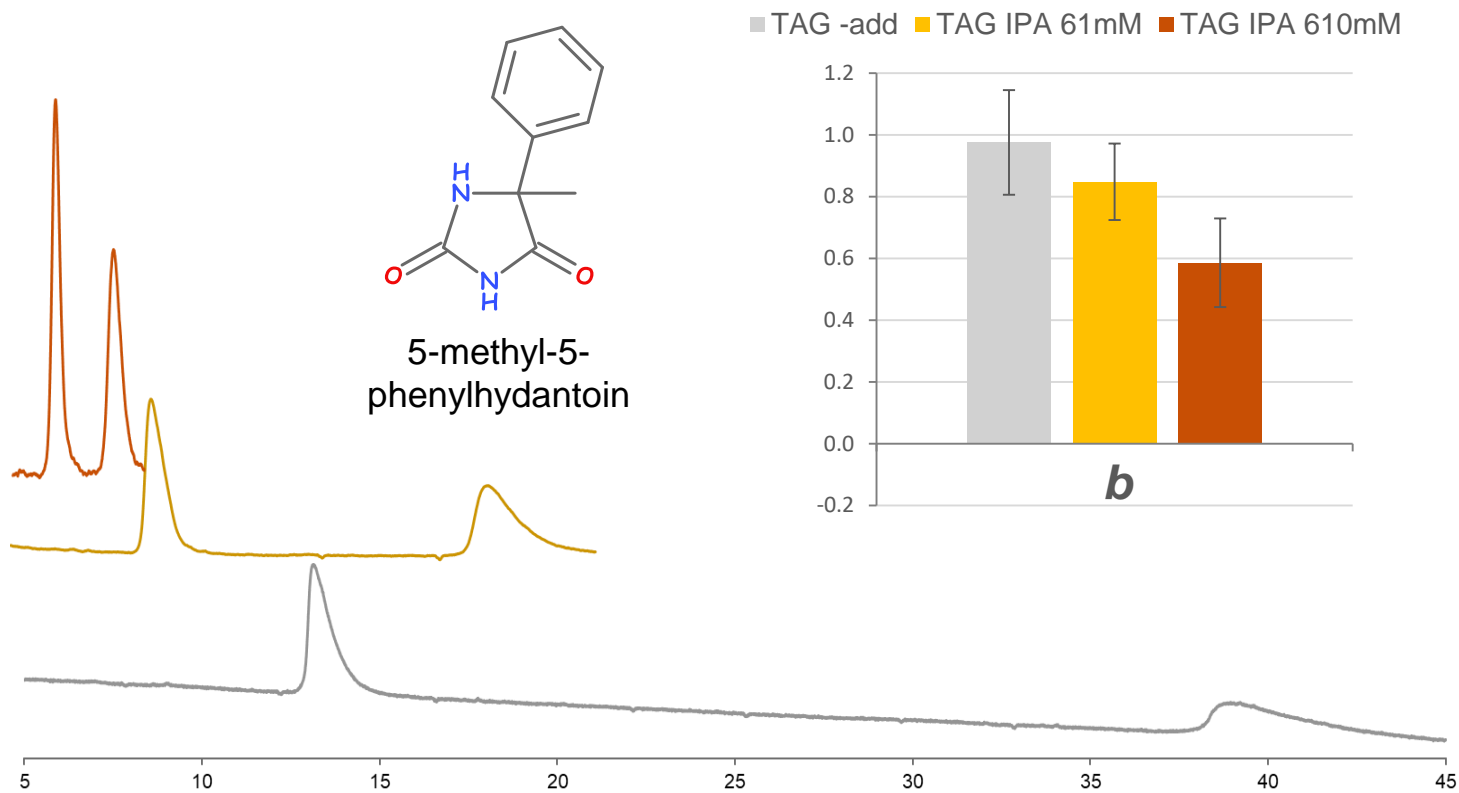 TAG -add TAG IPA 61mM TAG IPA 610mM
1.2
1.0
0.8
0.6
0.4
0.2
0.0
-0.2
b
H
N
O
N
H
O
5-methyl-5-
phenylhydantoin
5 10 15 20 25 30 35 40 45